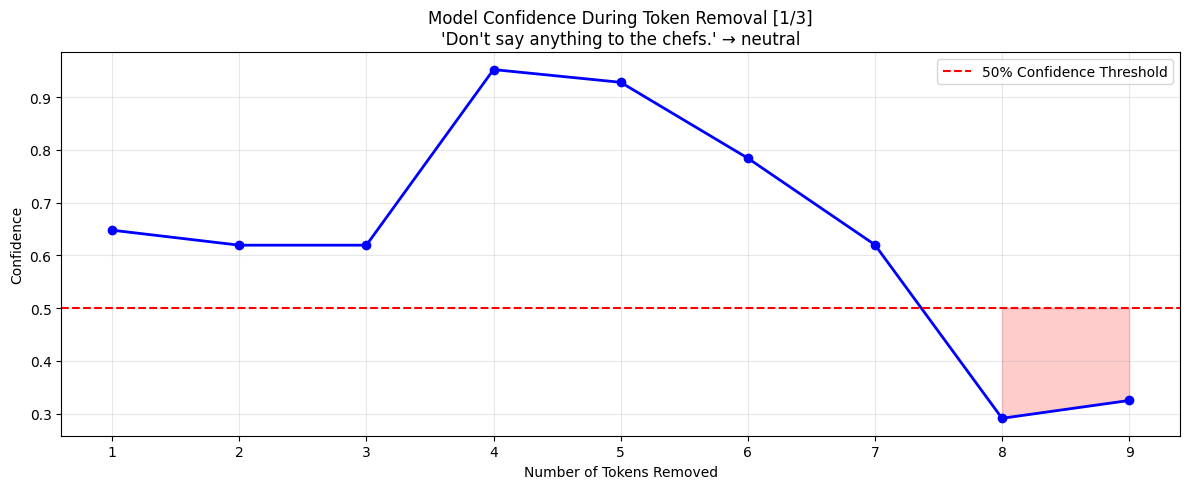 Model Confidence During Token Removal [1/3]
'Don't say anything to the chefs.' → neutral
50% Confidence Threshold
Confidence
0.9
0.8
0.7
0.6
0.5
0.4
0.3
1 2 3 4 5 6 7 8 9
Number of Tokens Removed